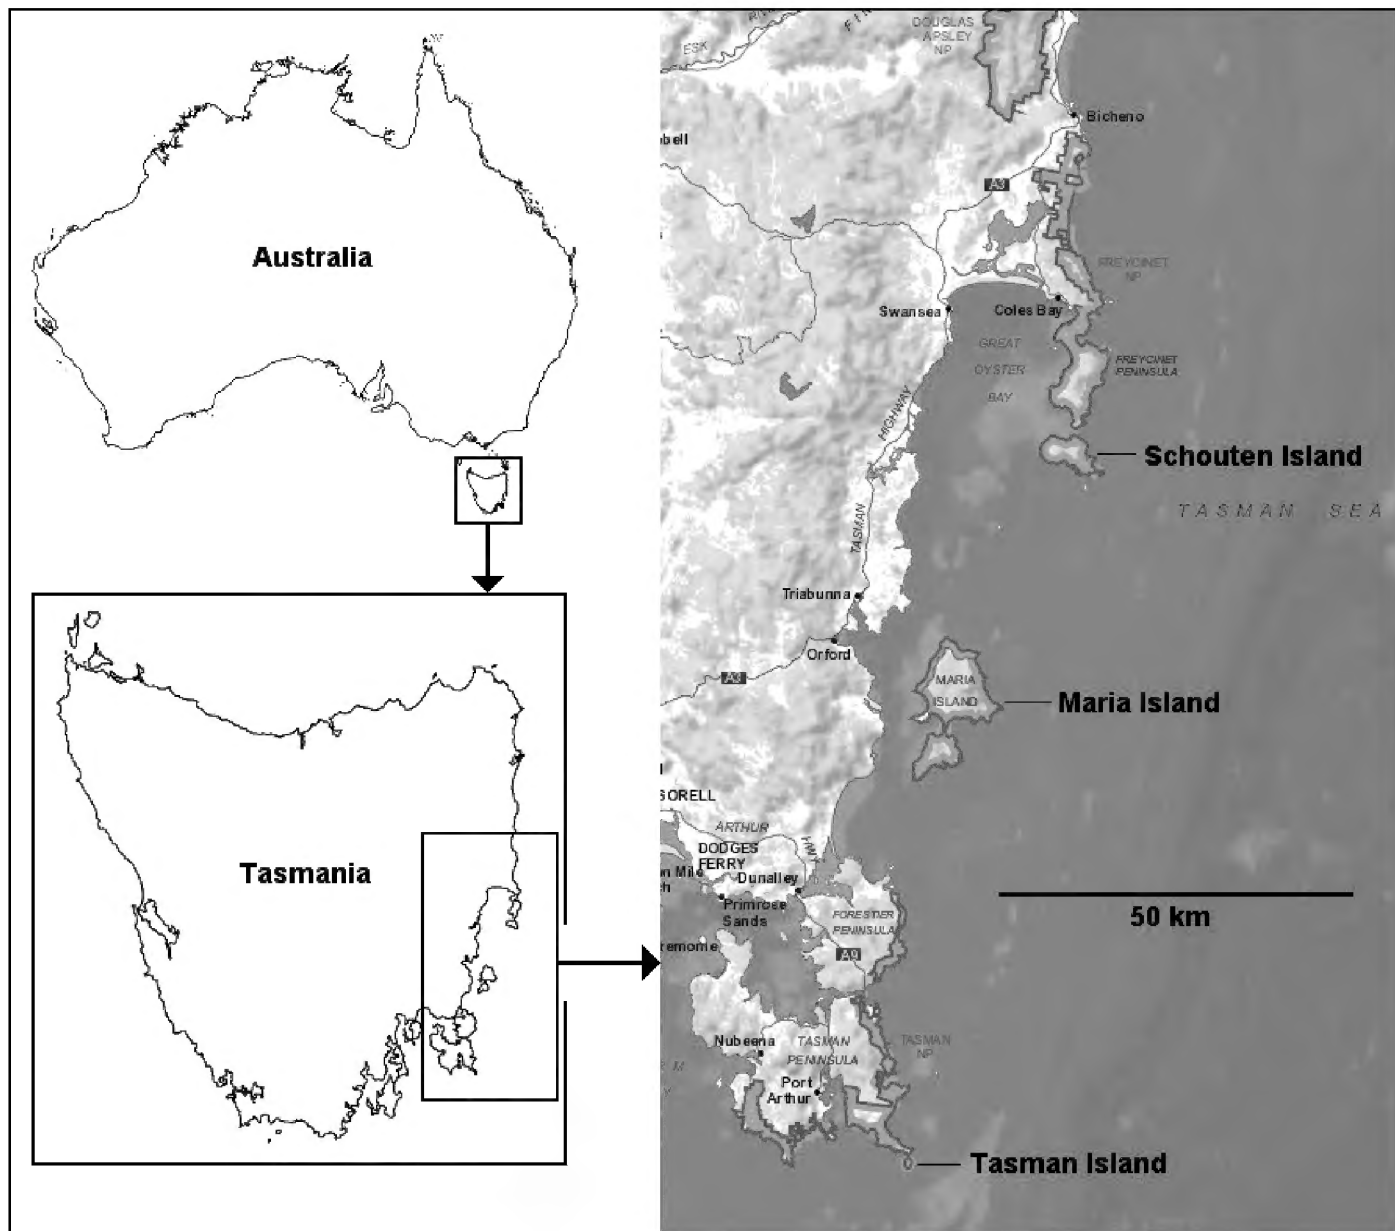 Australia
Tasmania
ESK
DOUGLAS
APSLEY
NP
Bicheno
A3
FREYCINET
NP
Swansea
Coles Bay
GREAT
OYSTER
BAY
FREYCINET
PENINSULA
HIGHWAY
Schouten Island
TASMAN SEA
TASMAN
Triabunna
Orford
A3
MARIA
ISLAND
Maria Island
SORELL
ARTHUR
HWY
DODGES
FERRY
Dunalley
Primrose
Sands
50 km
FORESTIER
PENINSULA
A9
Nubeena
TASMAN
PENINSULA
TASMAN
NP
Port
Arthur
Tasman Island